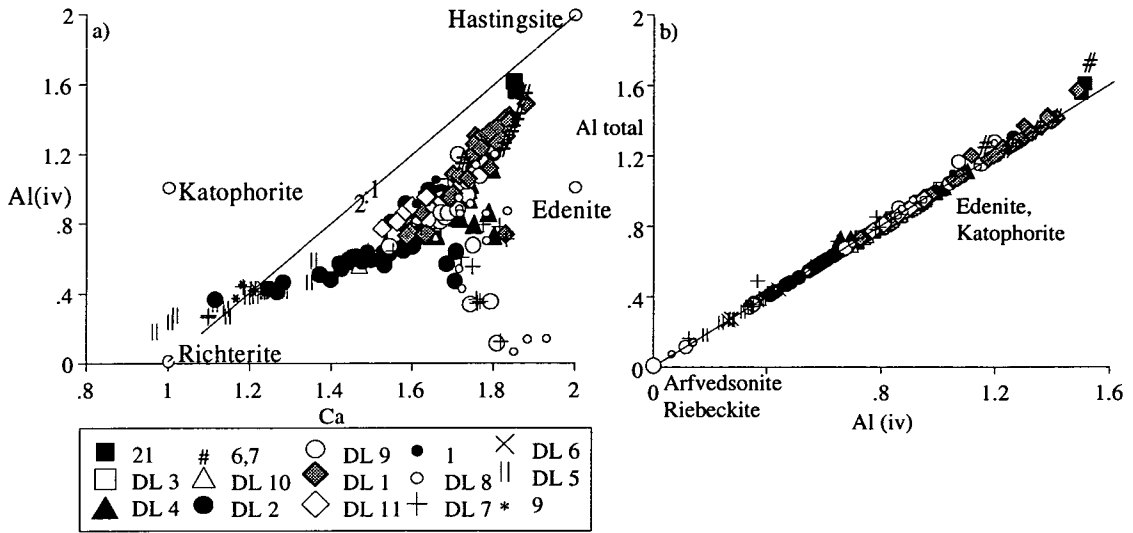 2 Hastingsite 2
a) b)
1.6 1.6
Al total
1.2 1.2
Al(iv) Katophorite 2:1 Edenite
.8 .8 Edenite,
Katophorite
.4 .4
Richterite
0 0 Arfvedsonite
Riebeckite
.8 1 1.2 1.4 1.6 1.8 2 0 .8 1.2 1.6
Ca Al (iv)
21 # 6,7 DL 9 1 DL 6
DL 3 DL 10 DL 1 DL 8 DL 5
DL 4 DL 2 DL 11 DL 7 * 9